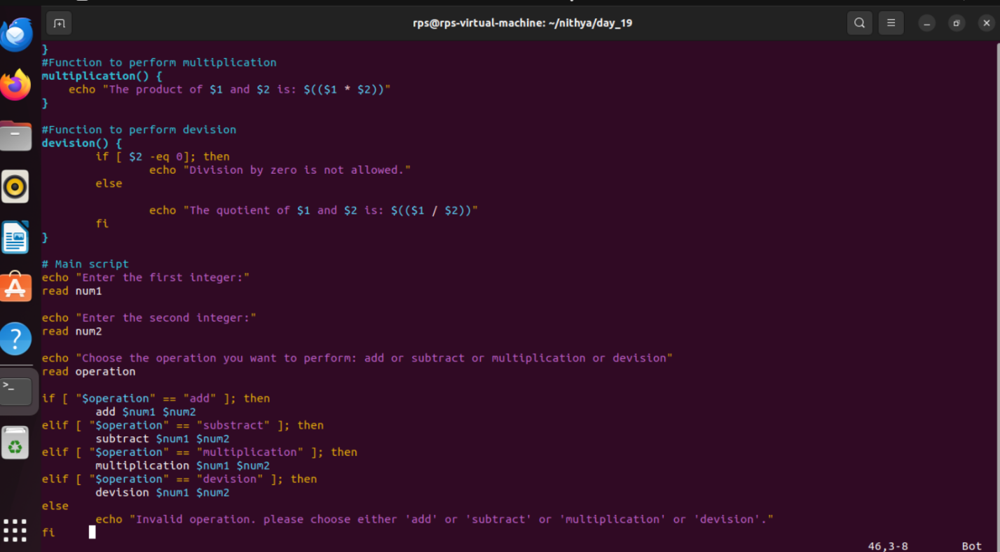 rps@rps-virtual-machine: ~/nithya/day_19
}
#Function to perform multiplication
multiplication() {
    echo "The product of $1 and $2 is: $(($1 * $2))"
}

#Function to perform devision
devision() {
        if [ $2 -eq 0]; then
                echo "Division by zero is not allowed."
        else

                echo "The quotient of $1 and $2 is: $(($1 / $2))"
        fi
}

# Main script
echo "Enter the first integer:"
read num1

echo "Enter the second integer:"
read num2

echo "Choose the operation you want to perform: add or subtract or multiplication or devision"
read operation

if [ "$operation" == "add" ]; then
        add $num1 $num2
elif [ "$operation" == "substract" ]; then
        subtract $num1 $num2
elif [ "$operation" == "multiplication" ]; then
        multiplication $num1 $num2
elif [ "$operation" == "devision" ]; then
        devision $num1 $num2
else
        echo "Invalid operation. please choose either 'add' or 'subtract' or 'multiplication' or 'devision'."
fi
46,3-8 Bot